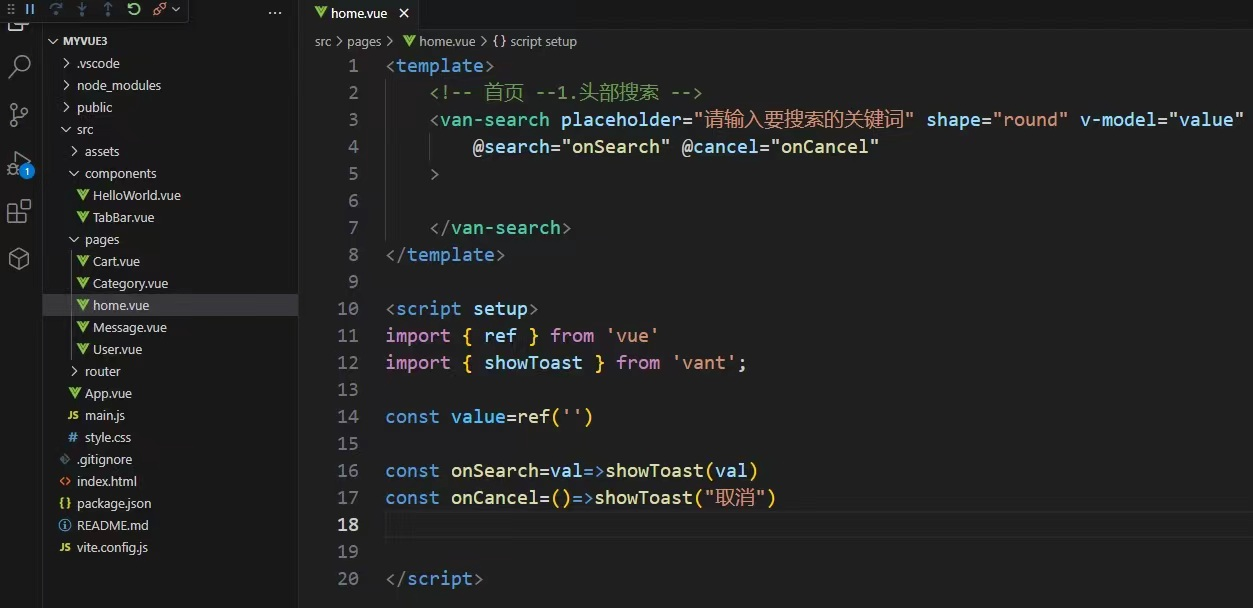 MYVUE3
.vscode
node_modules
public
src
assets
components
HelloWorld.vue
TabBar.vue
pages
Cart.vue
Category.vue
home.vue
Message.vue
User.vue
router
App.vue
JS main.js
# style.css
.gitignore
<> index.html
{} package.json
README.md
JS vite.config.js
1
home.vue ×
src > pages > home.vue > {} script setup
1 <template>
2 <!-- 首页 --1.头部搜索 -->
3 <van-search placeholder="请输入要搜索的关键词" shape="round" v-model="value"
4 @search="onSearch" @cancel="onCancel"
5 >
6
7 </van-search>
8 </template>
9
10 <script setup>
11 import { ref } from 'vue'
12 import { showToast } from 'vant';
13
14 const value=ref('')
15
16 const onSearch=val=>showToast(val)
17 const onCancel=()=>showToast("取消")
18
19
20 </script>